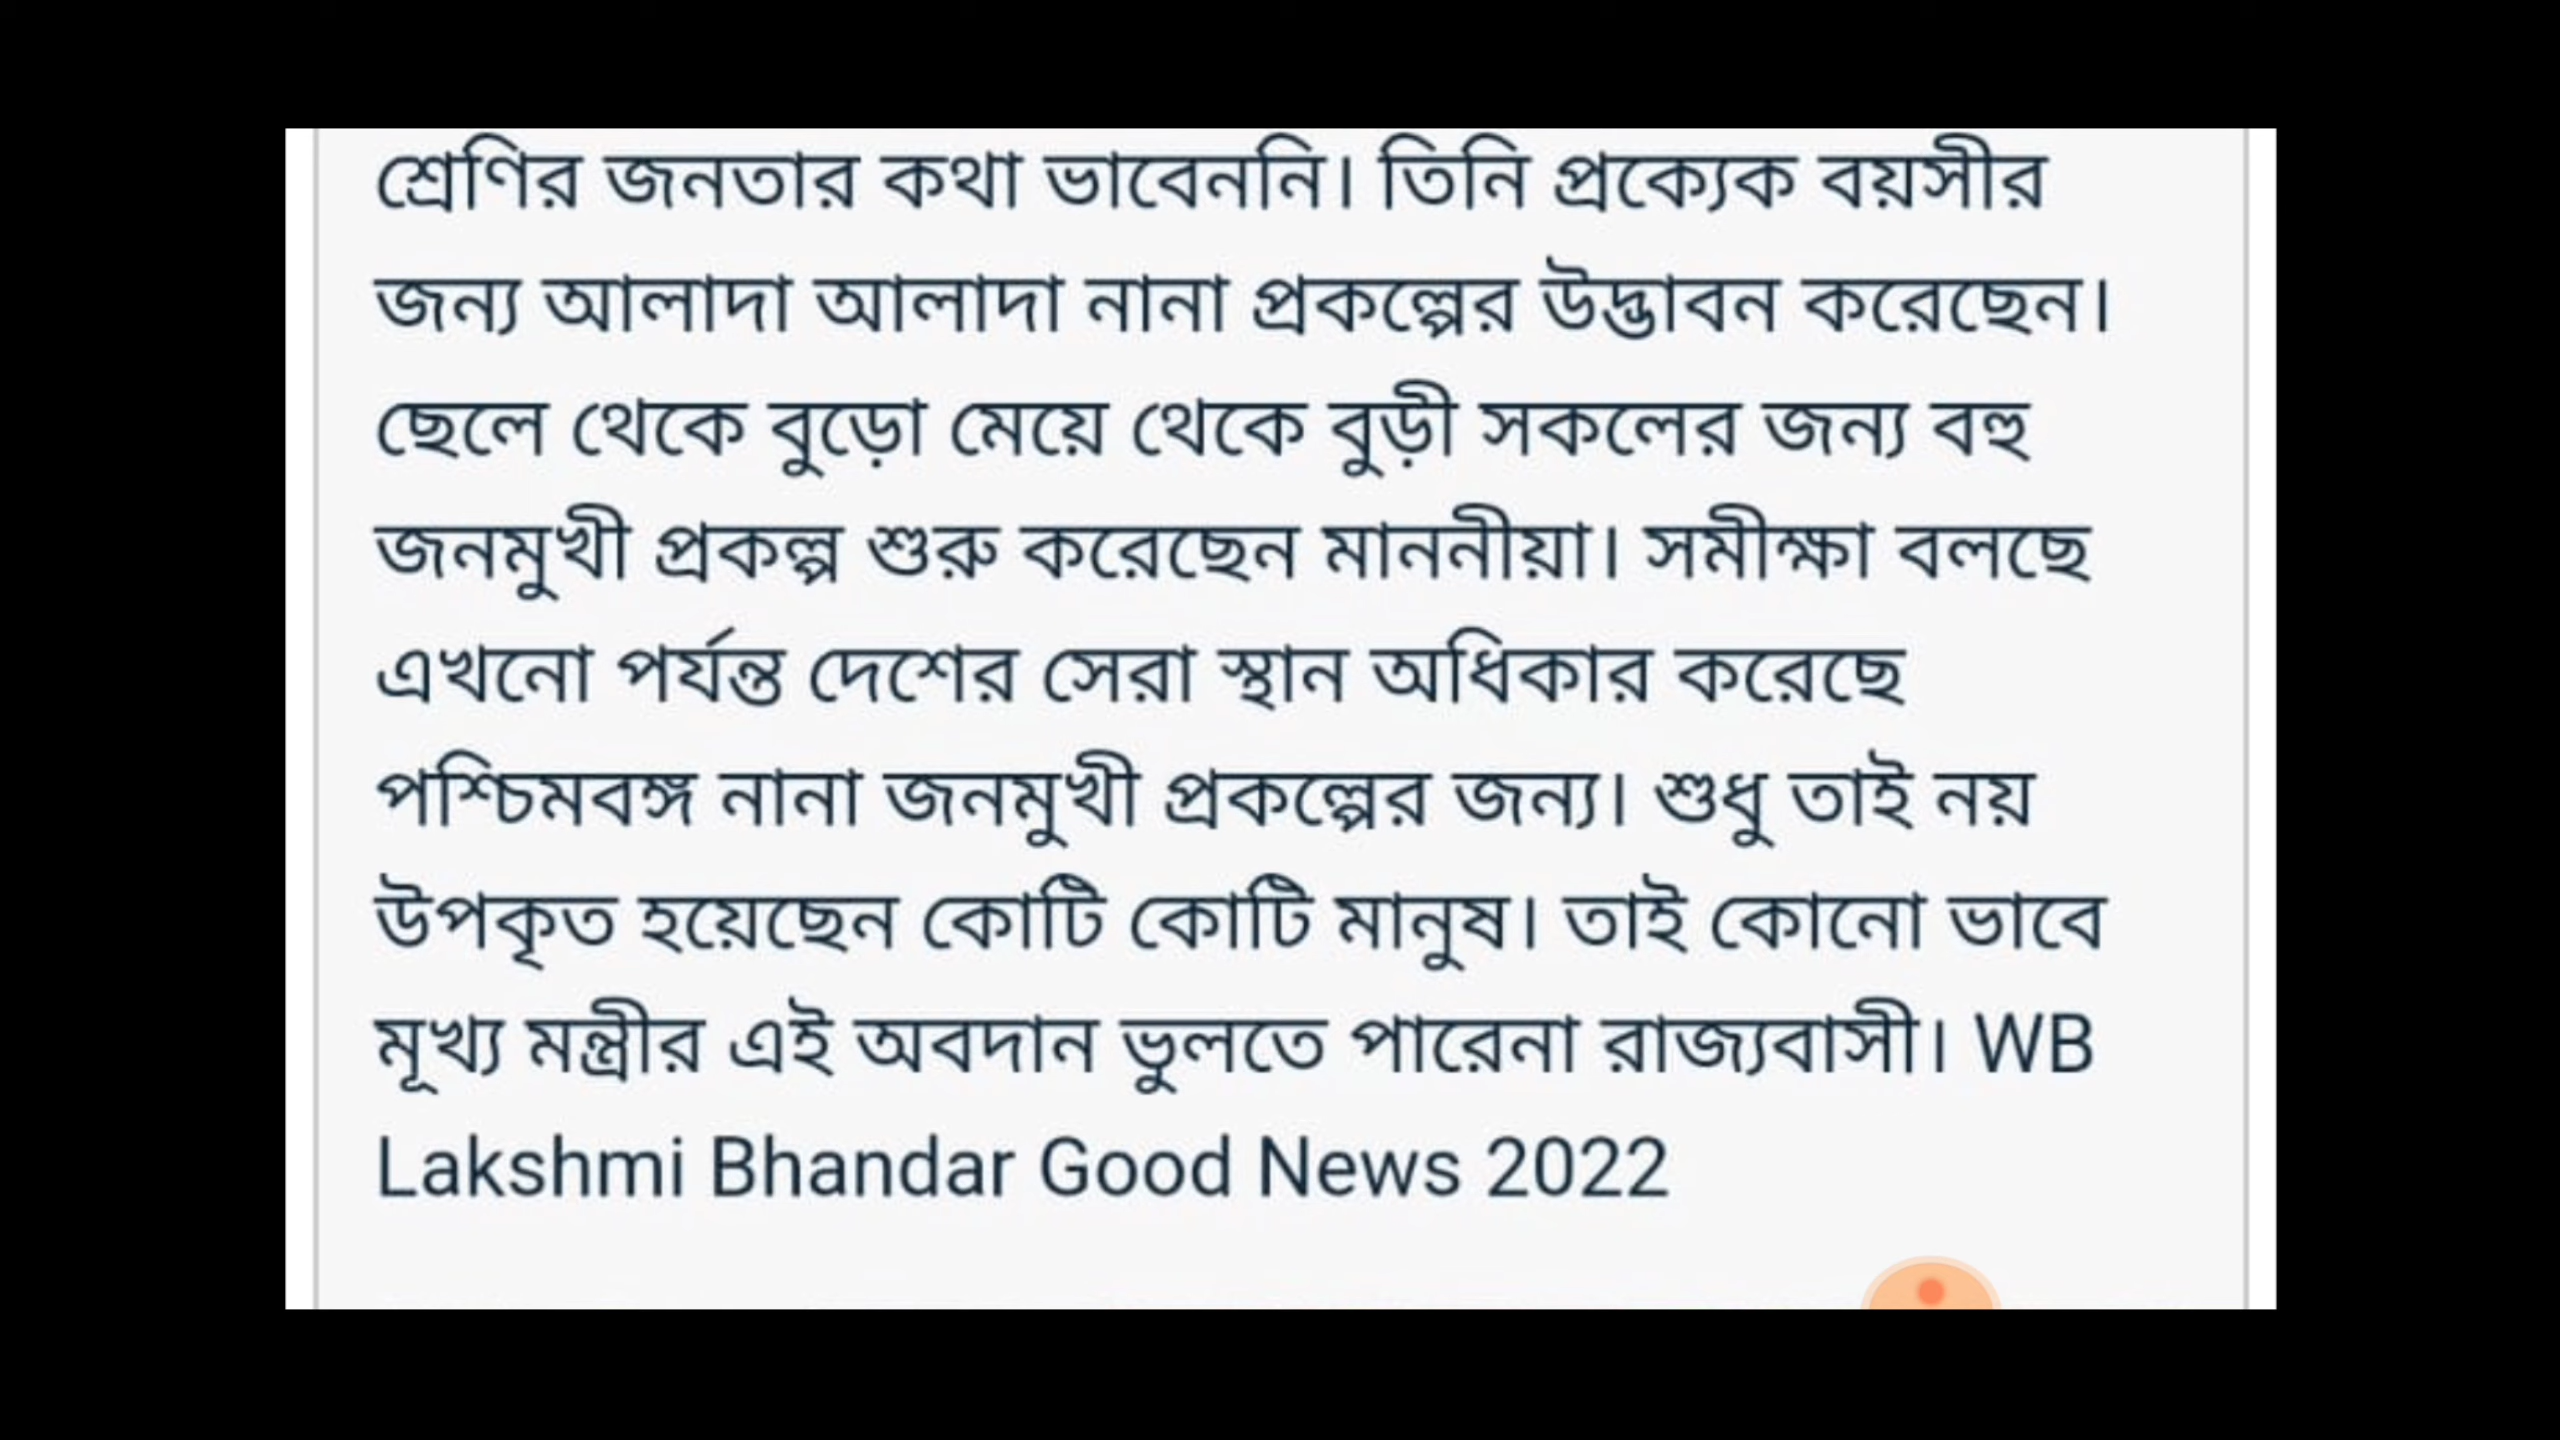 শ্রেণির জনতার কথা ভাবেননি। তিনি প্রক্যেক বয়সীর
জন্য আলাদা আলাদা নানা প্রকল্পের উদ্ভাবন করেছেন।
ছেলে থেকে বুড়ো মেয়ে থেকে বুড়ী সকলের জন্য বহু
জনমুখী প্রকল্প শুরু করেছেন মাননীয়া। সমীক্ষা বলছে
এখনো পর্যন্ত দেশের সেরা স্থান অধিকার করেছে
পশ্চিমবঙ্গ নানা জনমুখী প্রকল্পের জন্য। শুধু তাই নয়
উপকৃত হয়েছেন কোটি কোটি মানুষ। তাই কোনো ভাবে
মূখ্য মন্ত্রীর এই অবদান ভুলতে পারেনা রাজ্যবাসী। WB
Lakshmi Bhandar Good News 2022